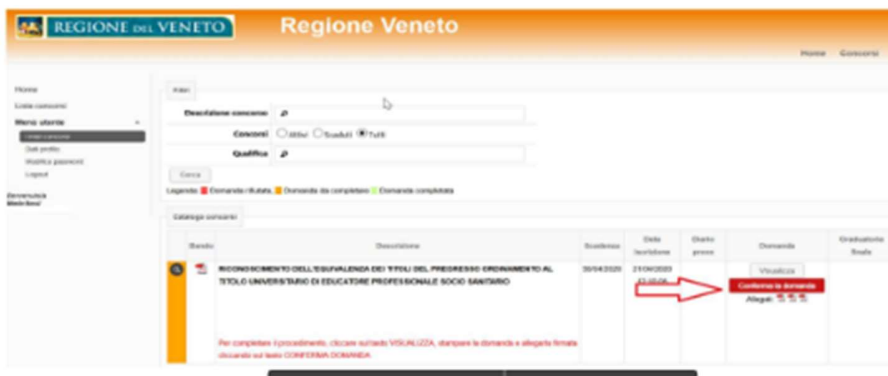 REGIONE DEL VENETO
Regione Veneto
Home Concorsi
Home
Lista concorsi
Menù utente
Dati profilo
Modifica password
Logout
Filtri
Descrizione concorso
Concorsi Attivi Scaduti Tutti
Qualifica
Cerca
Legenda: Domanda rifiutata, Domanda da completare Domanda completata
Catalogo concorsi
Bando Descrizione Scadenza Data iscrizione Diario prove Domanda Graduatoria finale
RICONOSCIMENTO DELL'EQUIVALENZA DEI TITOLI DEL PREGRESSO ORDINAMENTO AL
TITOLO UNIVERSITARIO DI EDUCATORE PROFESSIONALE SOCIO SANITARIO
30/04/2020
21/04/2020
Visualizza
Conferma la domanda
Allegati:
Per completare il procedimento, cliccare sul tasto VISUALIZZA, stampare la domanda e allegarla firmata
cliccando sul tasto CONFERMA DOMANDA